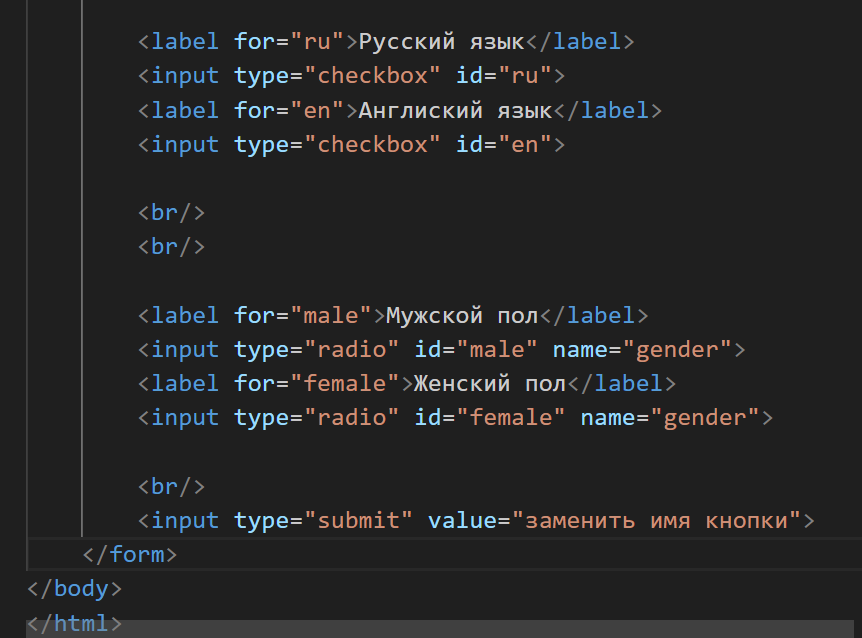 <label for="ru">Русский язык</label>
<input type="checkbox" id="ru">
<label for="en">Англиский язык</label>
<input type="checkbox" id="en">
<br/>
<br/>
<label for="male">Мужской пол</label>
<input type="radio" id="male" name="gender">
<label for="female">Женский пол</label>
<input type="radio" id="female" name="gender">
<br/>
<input type="submit" value="заменить имя кнопки">
</form>
</body>
</html>